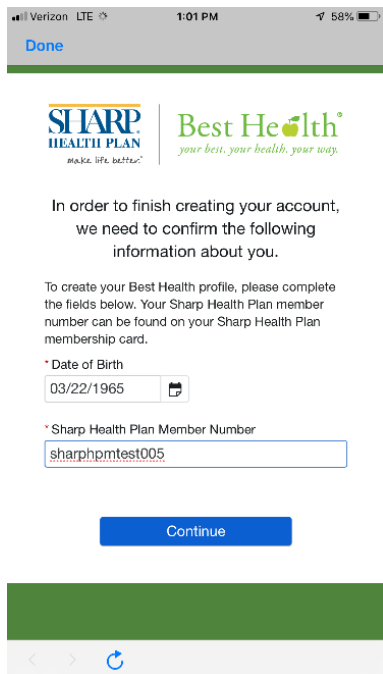 Verizon LTE 1:01 PM 58%
Done
SHARP® Best Health®
HEALTH PLAN your best. your health. your way.
make life better.™
In order to finish creating your account,
we need to confirm the following
information about you.
To create your Best Health profile, please complete
the fields below. Your Sharp Health Plan member
number can be found on your Sharp Health Plan
membership card.
* Date of Birth
03/22/1965
* Sharp Health Plan Member Number
sharphpmtest005
Continue